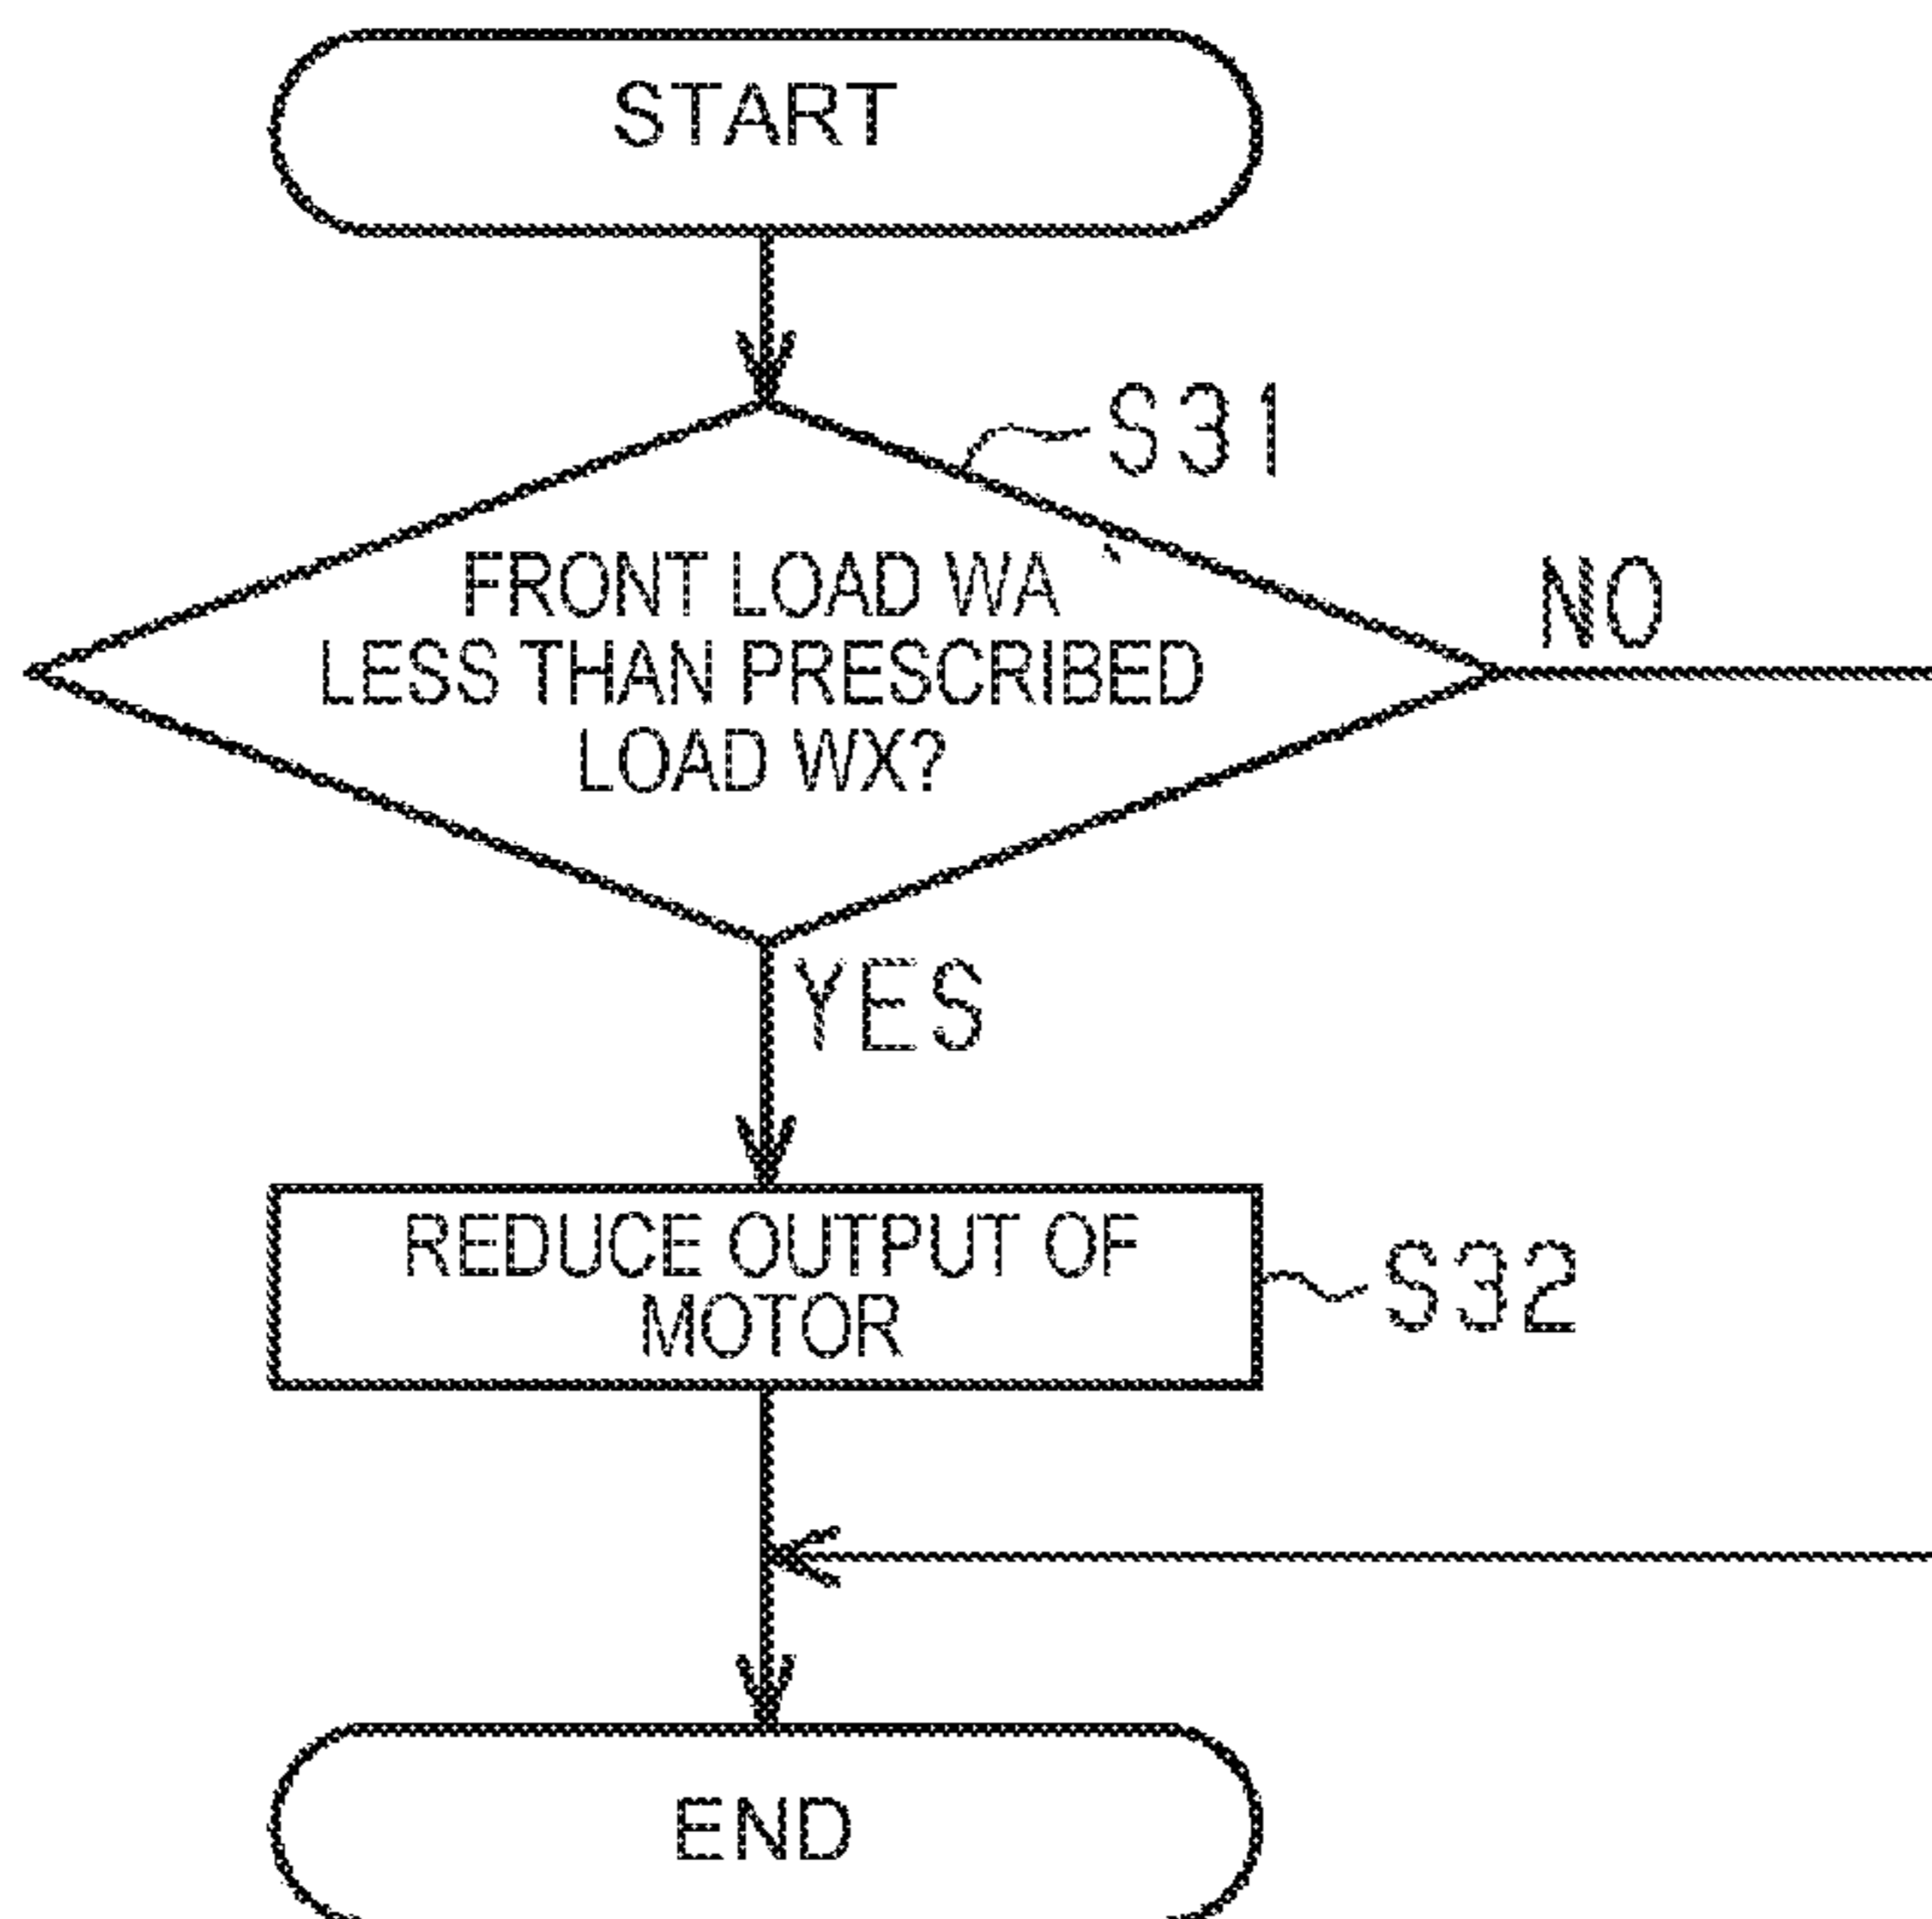 START
S31
FRONT LOAD WA
LESS THAN PRESCRIBED
LOAD WX?
NO
YES
REDUCE OUTPUT OF
MOTOR
S32
END